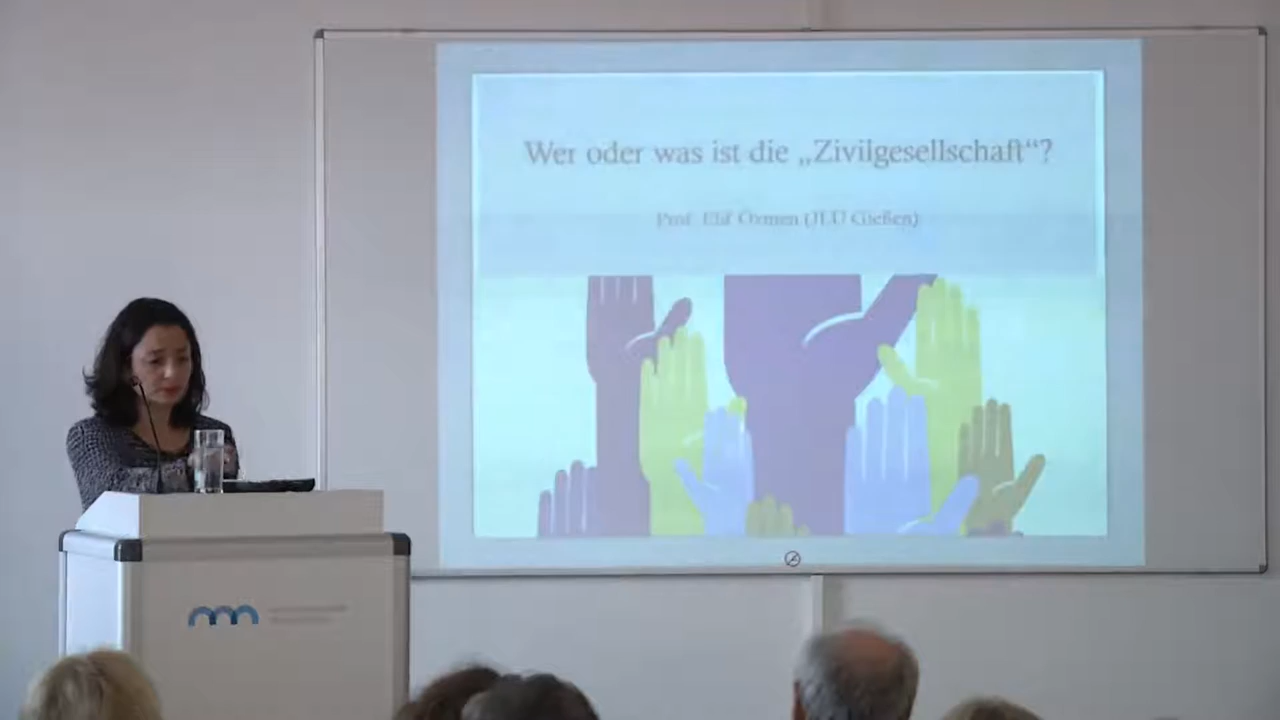 Wer oder was ist die „Zivilgesellschaft“?
Prof. Elif Özmen (JLU Gießen)